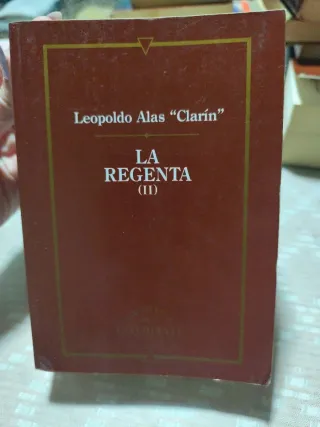 Leopoldo Alas "Clarín"
LA
REGENTA
(II)